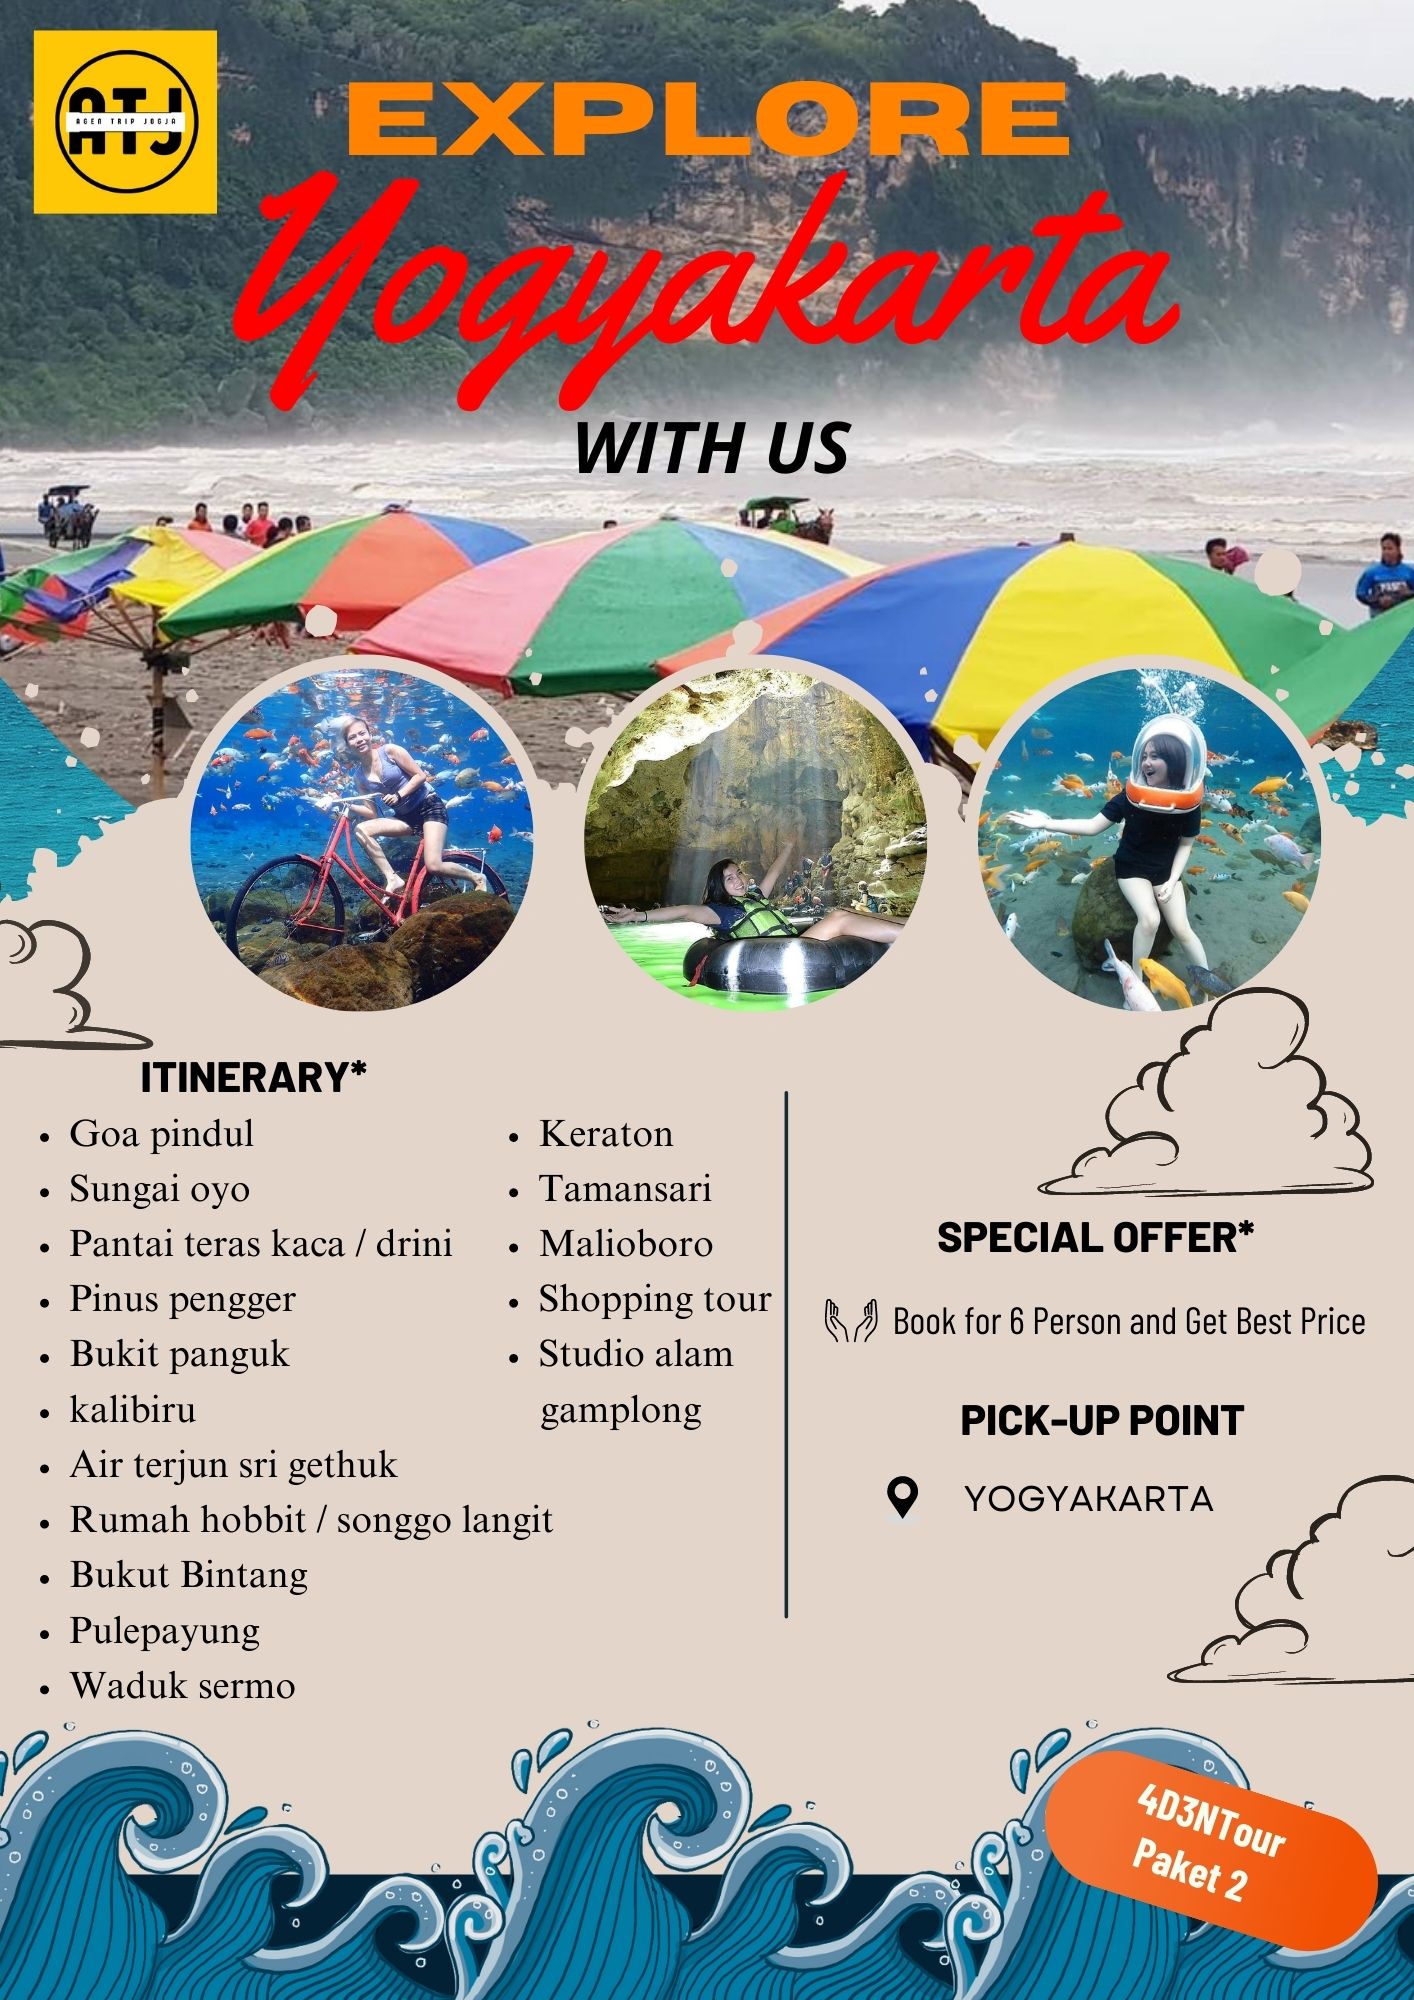 ATJ
AGEN TRIP JOGJA
EXPLORE
Yogyakarta
WITH US
ITINERARY*
• Goa pindul
• Sungai oyo
• Pantai teras kaca / drini
• Pinus pengger
• Bukit panguk
• kalibiru
• Air terjun sri gethuk
• Rumah hobbit / songgo langit
• Bukut Bintang
• Pulepayung
• Waduk sermo
• Keraton
• Tamansari
• Malioboro
• Shopping tour
• Studio alam
gamplong
SPECIAL OFFER*
Book for 6 Person and Get Best Price
PICK-UP POINT
YOGYAKARTA
4D3NTour
Paket 2